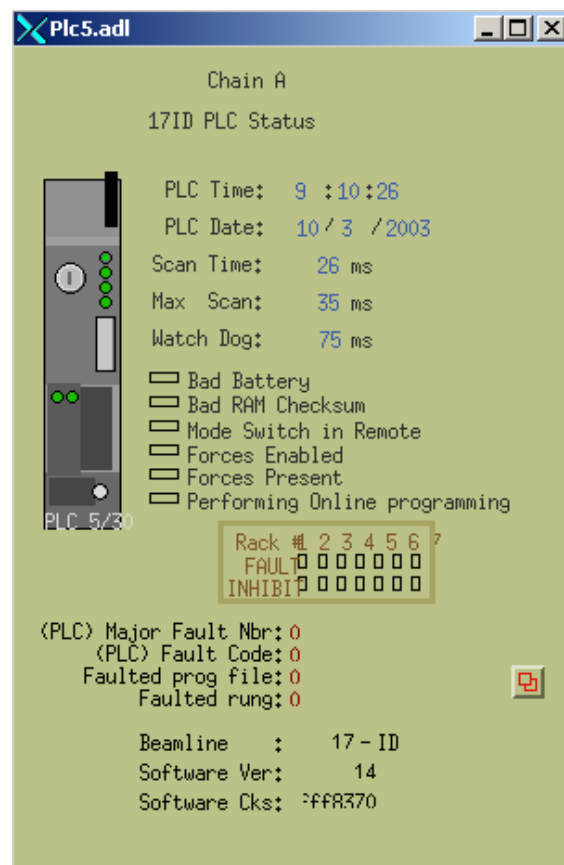 Plc5.adl
Chain A
17ID PLC Status
PLC Time: 9 :10:26
PLC Date: 10/ 3 /2003
Scan Time: 26 ms
Max Scan: 35 ms
Watch Dog: 75 ms
Bad Battery
Bad RAM Checksum
Mode Switch in Remote
Forces Enabled
Forces Present
Performing Online programming
PLC 5/30
Rack #1 2 3 4 5 6 7
FAULT
INHIBIT
(PLC) Major Fault Nbr: 0
(PLC) Fault Code: 0
Faulted prog file: 0
Faulted rung: 0
Beamline : 17-ID
Software Ver: 14
Software Cks: